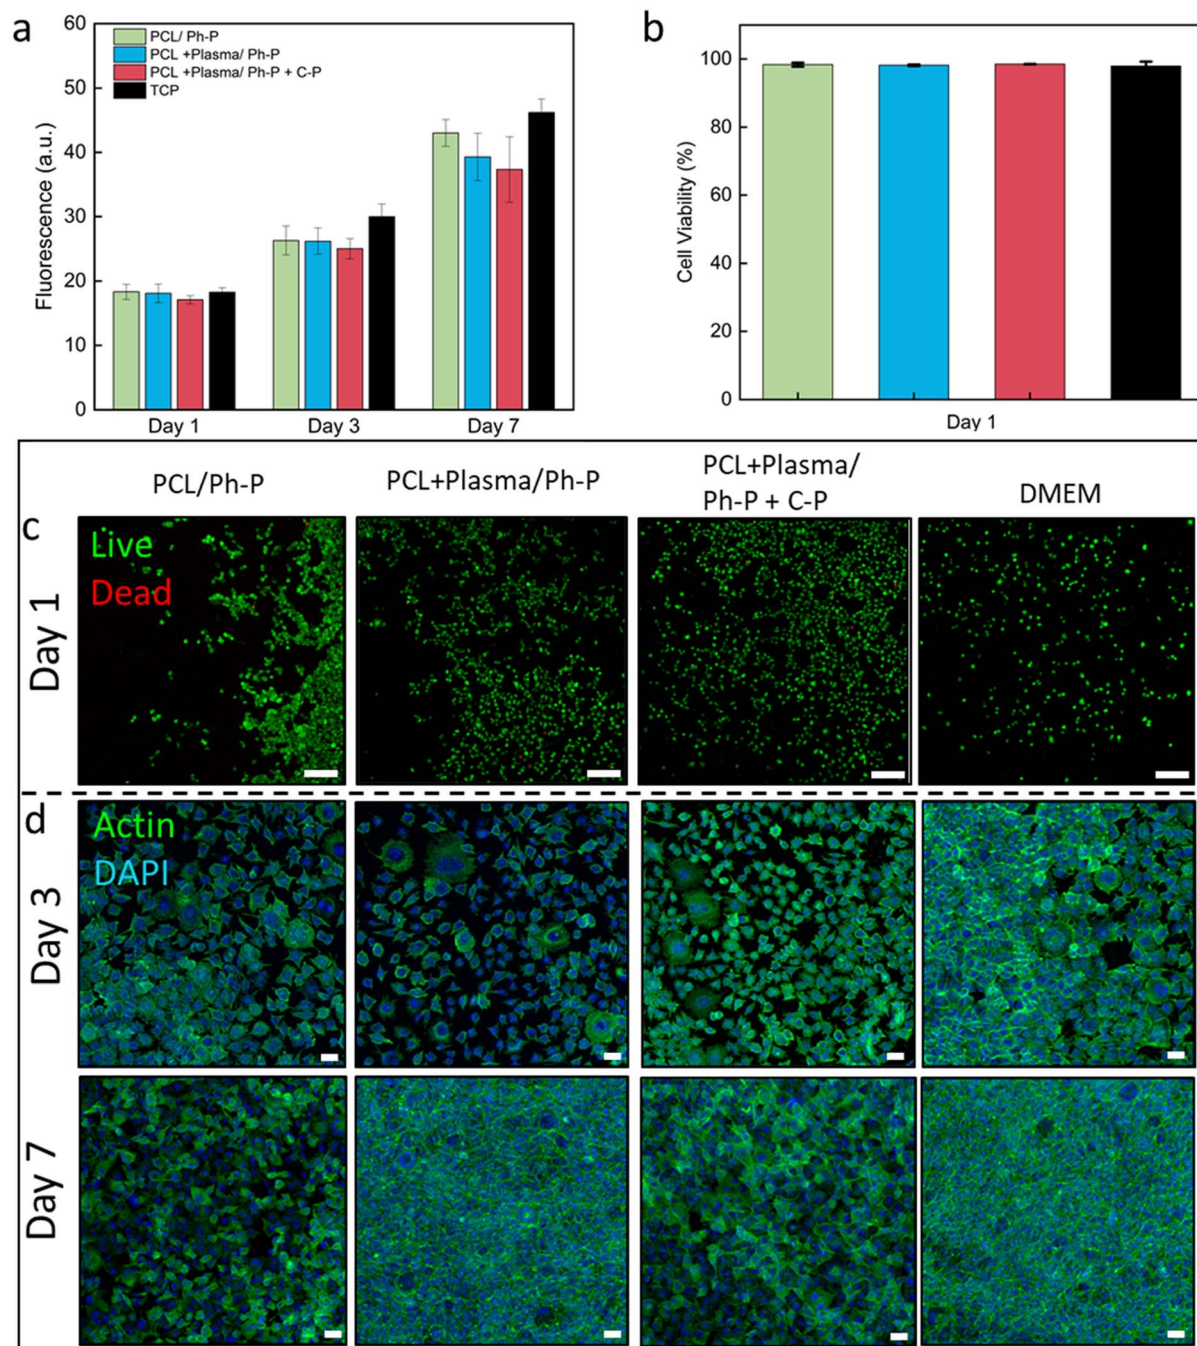 a
60
50
40
30
20
10
0
Fluorescence (a.u.)
PCL/ Ph-P
PCL +Plasma/ Ph-P
PCL +Plasma/ Ph-P + C-P
TCP
Day 1 Day 3 Day 7
b
100
80
60
40
20
0
Cell Viability (%)
Day 1
PCL/Ph-P
PCL+Plasma/Ph-P
PCL+Plasma/
Ph-P + C-P
DMEM
c
Live
Dead
Day 1
d
Actin
DAPI
Day 3
Day 7